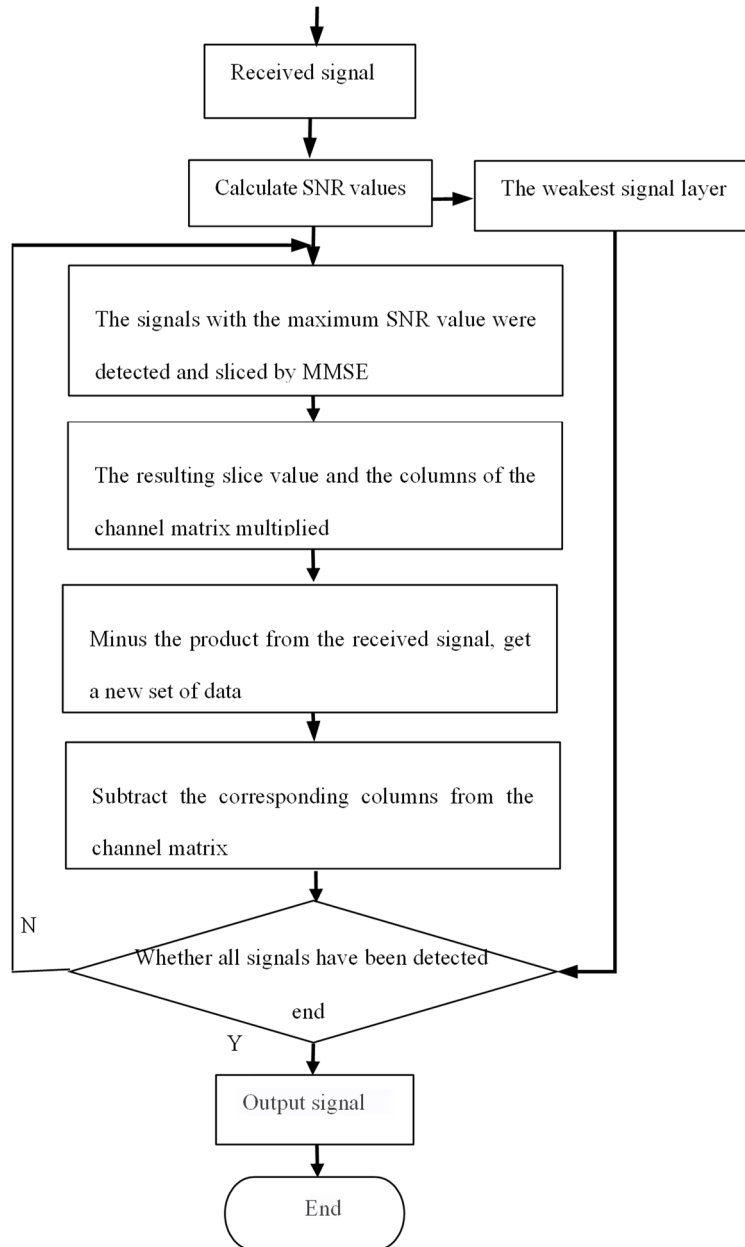 Received signal
Calculate SNR values
The weakest signal layer
The signals with the maximum SNR value were
detected and sliced by MMSE
The resulting slice value and the columns of the
channel matrix multiplied
Minus the product from the received signal, get
a new set of data
Subtract the corresponding columns from the
channel matrix
N
Whether all signals have been detected
end
Y
Output signal
End